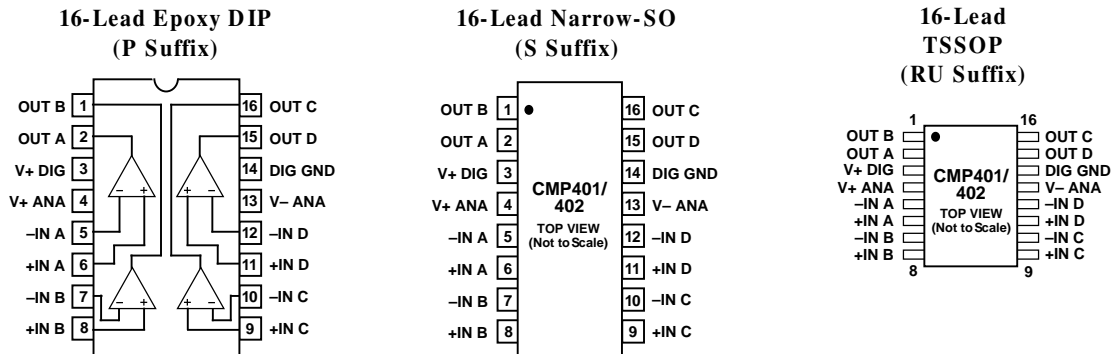 16-Lead Epoxy DIP
(P Suffix)
OUT B 1 16 OUT C
OUT A 2 15 OUT D
V+ DIG 3 14 DIG GND
V+ ANA 4 13 V– ANA
–IN A 5 12 –IN D
+IN A 6 11 +IN D
–IN B 7 10 –IN C
+IN B 8 9 +IN C
– + – +
– + + –
16-Lead Narrow-SO
(S Suffix)
OUT B 1 16 OUT C
OUT A 2 15 OUT D
V+ DIG 3 14 DIG GND
V+ ANA 4 13 V– ANA
–IN A 5 12 –IN D
+IN A 6 11 +IN D
–IN B 7 10 –IN C
+IN B 8 9 +IN C
CMP401/
402
TOP VIEW
(Not to Scale)
16-Lead
TSSOP
(RU Suffix)
1 16
OUT B OUT C
OUT A OUT D
V+ DIG DIG GND
V+ ANA V– ANA
–IN A –IN D
+IN A +IN D
–IN B –IN C
+IN B +IN C
8 9
CMP401/
402
TOP VIEW
(Not to Scale)